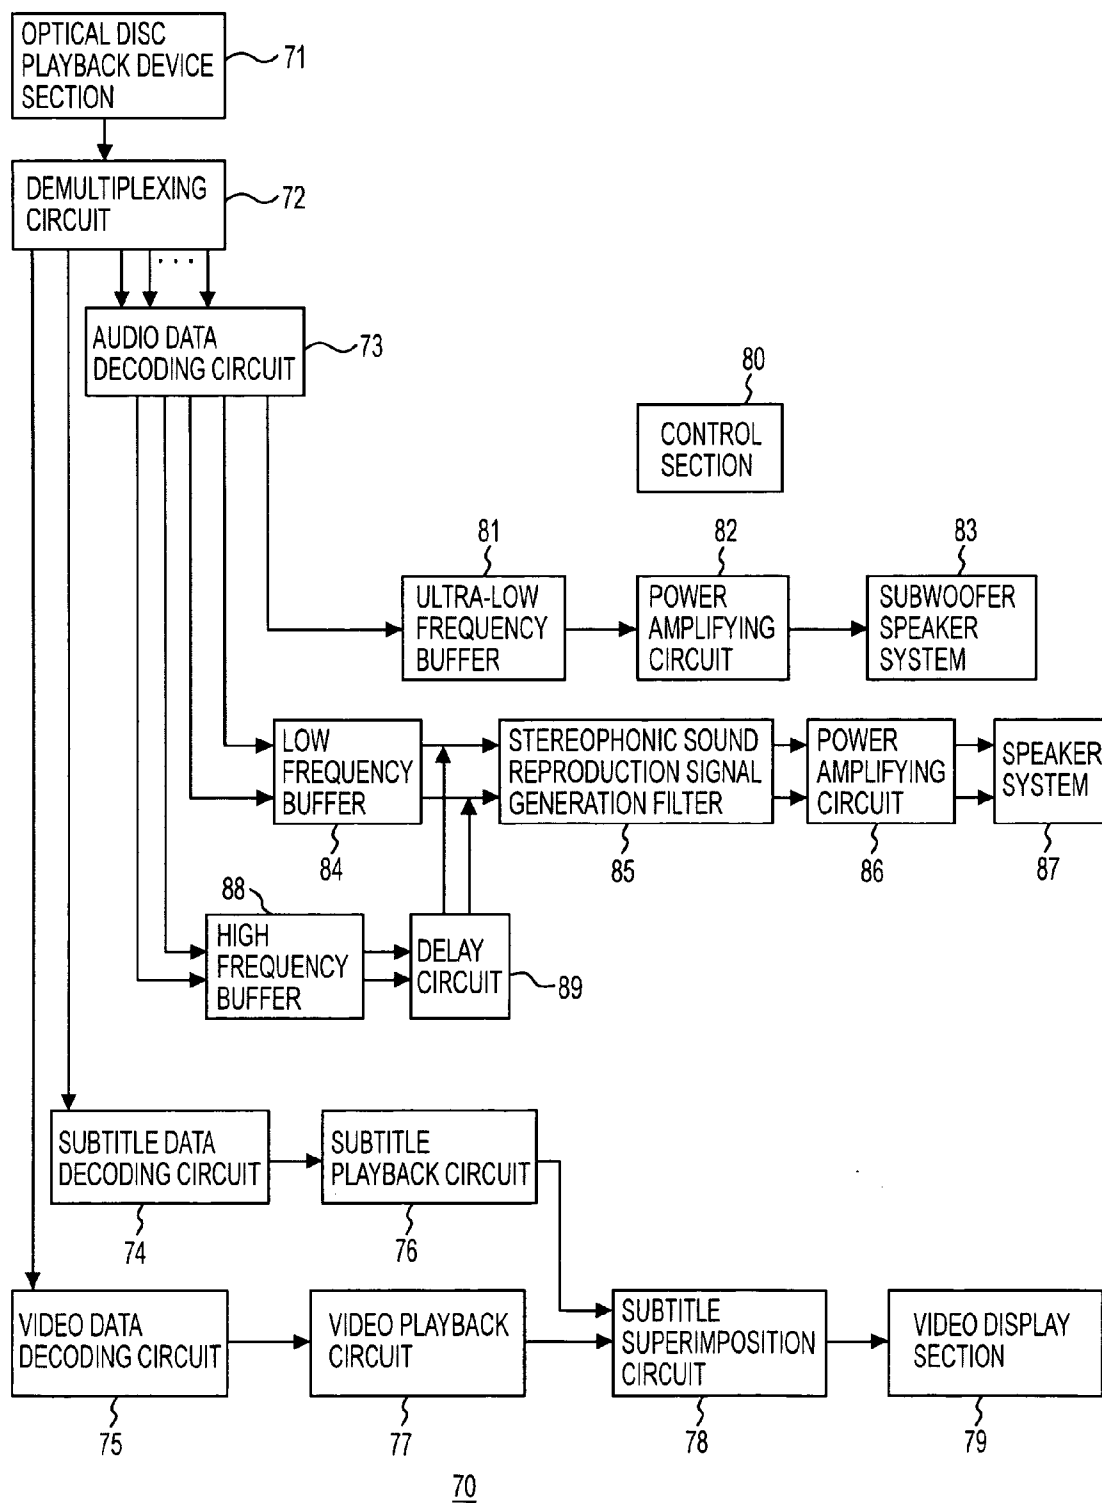 OPTICAL DISC
PLAYBACK DEVICE
SECTION
71
DEMULTIPLEXING
CIRCUIT
72
. . .
AUDIO DATA
DECODING CIRCUIT
73
80
CONTROL
SECTION
81
ULTRA-LOW
FREQUENCY
BUFFER
82
POWER
AMPLIFYING
CIRCUIT
83
SUBWOOFER
SPEAKER
SYSTEM
LOW
FREQUENCY
BUFFER
84
STEREOPHONIC SOUND
REPRODUCTION SIGNAL
GENERATION FILTER
85
POWER
AMPLIFYING
CIRCUIT
86
SPEAKER
SYSTEM
87
88
HIGH
FREQUENCY
BUFFER
DELAY
CIRCUIT
89
SUBTITLE DATA
DECODING CIRCUIT
74
SUBTITLE
PLAYBACK CIRCUIT
76
VIDEO DATA
DECODING CIRCUIT
75
VIDEO PLAYBACK
CIRCUIT
77
SUBTITLE
SUPERIMPOSITION
CIRCUIT
78
VIDEO DISPLAY
SECTION
79
70